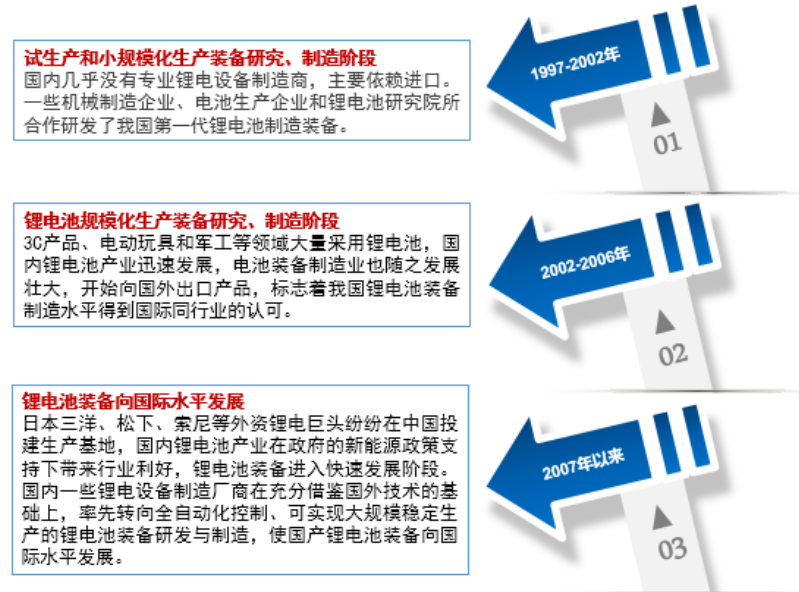 试生产和小规模化生产装备研究、制造阶段
国内几乎没有专业锂电设备制造商，主要依赖进口。
一些机械制造企业、电池生产企业和锂电池研究院所
合作研发了我国第一代锂电池制造装备。
1997-2002年
01
锂电池规模化生产装备研究、制造阶段
3C产品、电动玩具和军工等领域大量采用锂电池，国
内锂电池产业迅速发展，电池装备制造业也随之发展
壮大，开始向国外出口产品，标志着我国锂电池装备
制造水平得到国际同行业的认可。
2002-2006年
02
锂电池装备向国际水平发展
日本三洋、松下、索尼等外资锂电巨头纷纷在中国投
建生产基地，国内锂电池产业在政府的新能源政策支
持下带来行业利好，锂电池装备进入快速发展阶段。
国内一些锂电设备制造厂商在充分借鉴国外技术的基
础上，率先转向全自动化控制、可实现大规模稳定生
产的锂电池装备研发与制造，使国产锂电池装备向国
际水平发展。
2007年以来
03